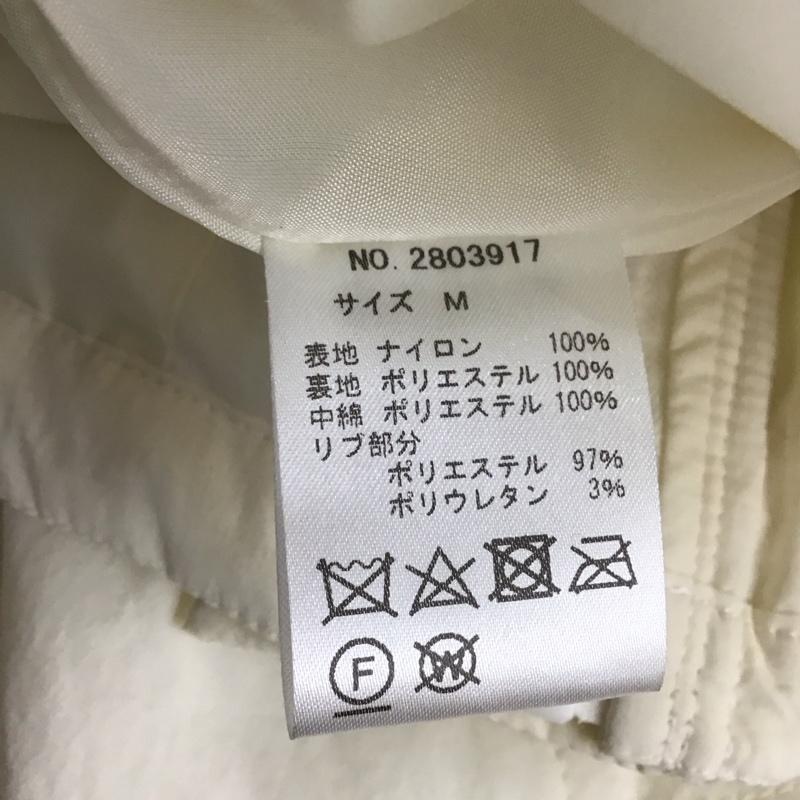 NO. 2803917
サイズ M
表地 ナイロン 100%
裏地 ポリエステル 100%
中綿 ポリエステル 100%
リブ部分
ポリエステル 97%
ポリウレタン 3%
F W